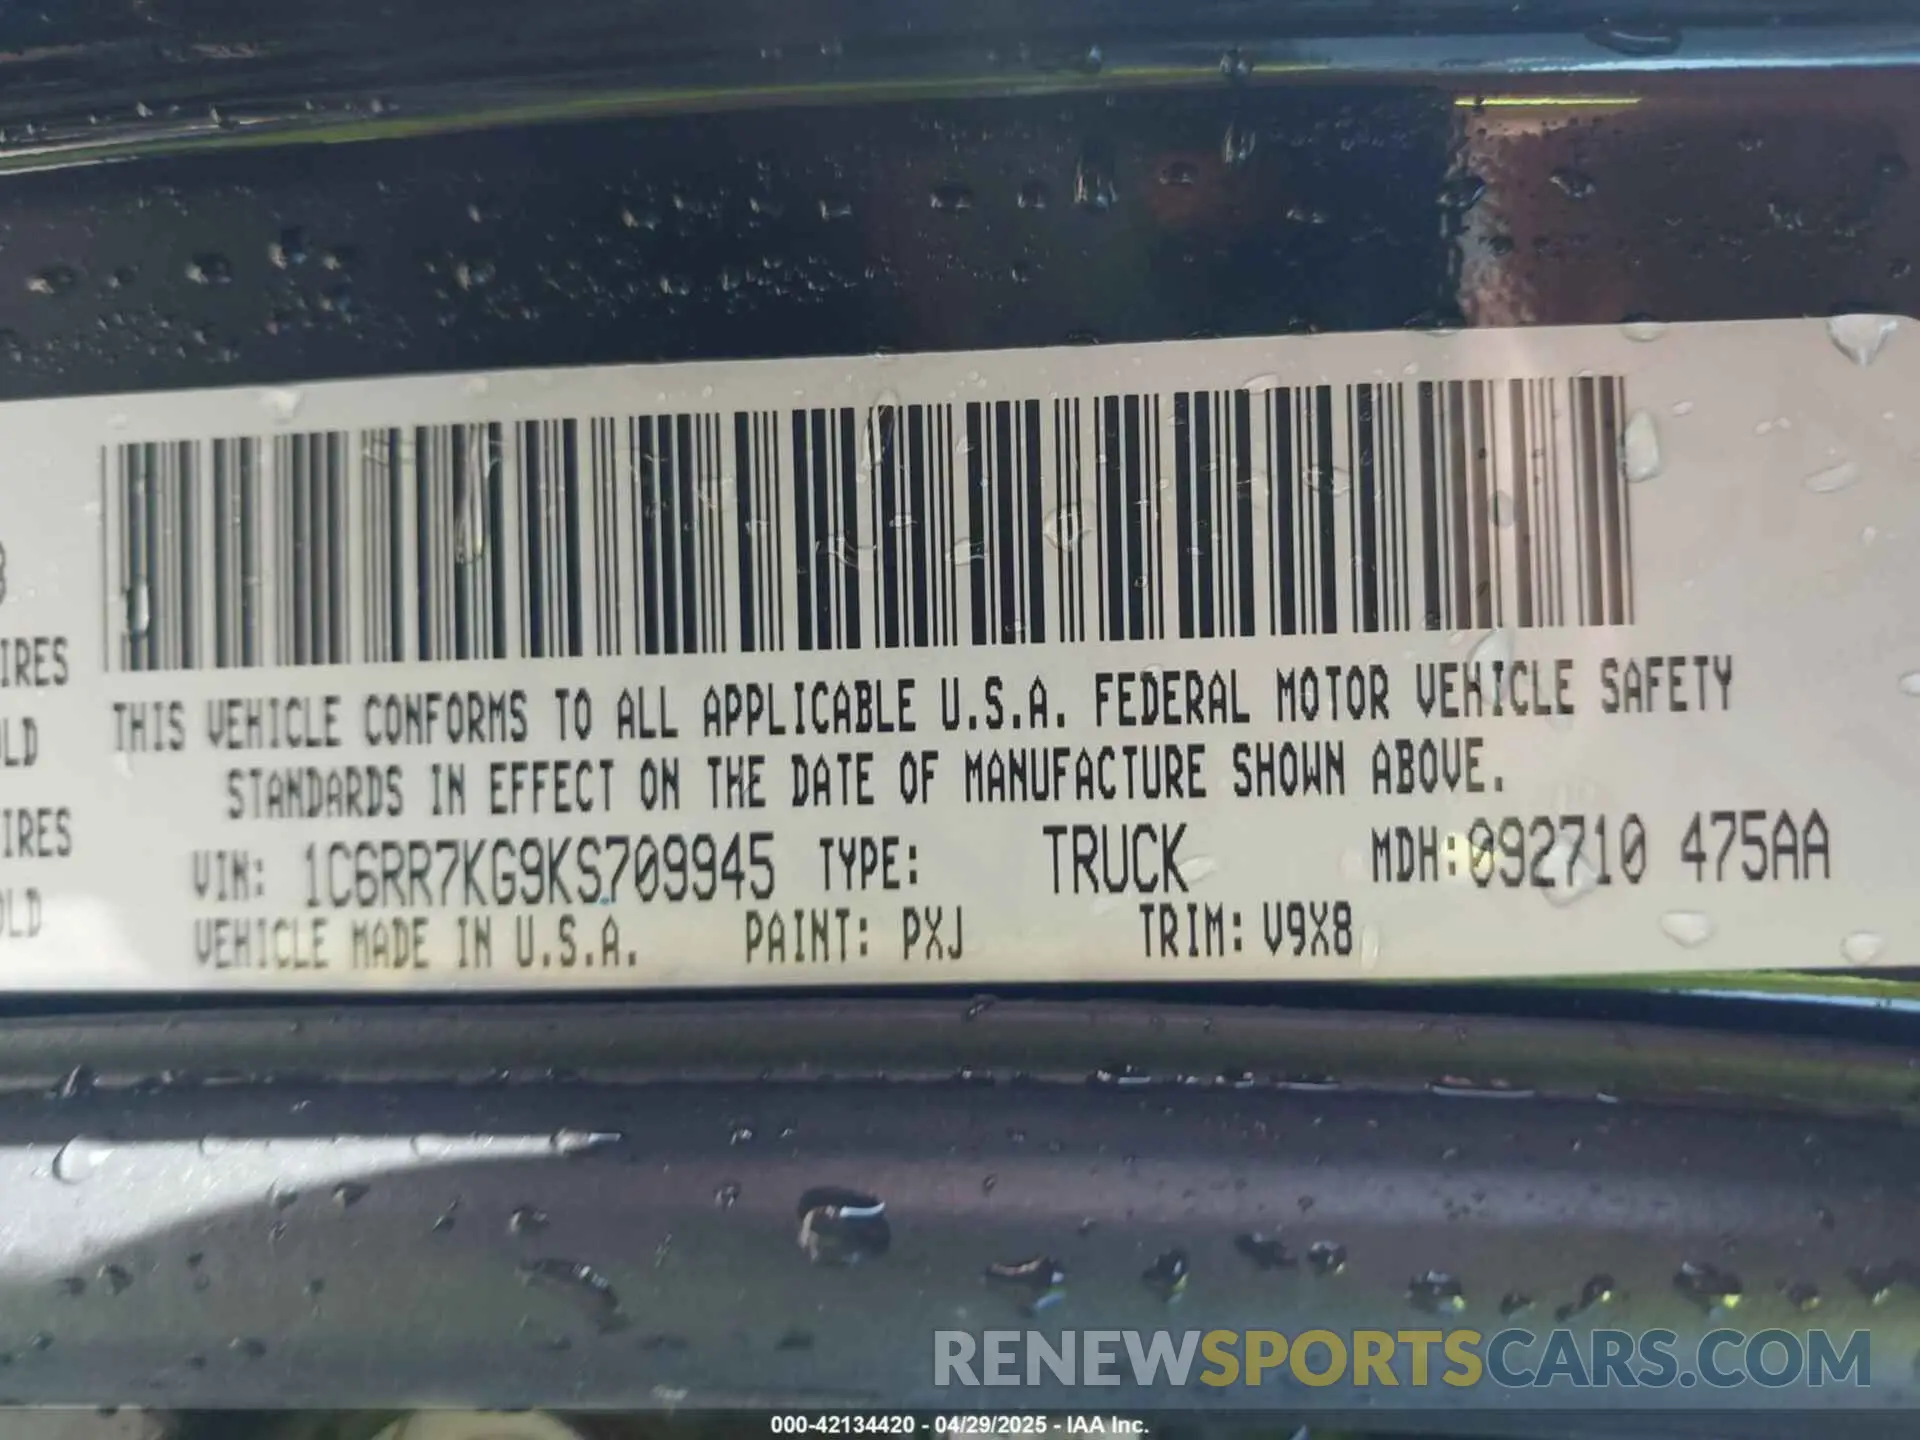 IRES
THIS VEHICLE CONFORMS TO ALL APPLICABLE U.S.A. FEDERAL MOTOR VEHICLE SAFETY
STANDARDS IN EFFECT ON THE DATE OF MANUFACTURE SHOWN ABOVE.
IRES
VIN: 1C6RR7KG9KS709945 TYPE: TRUCK MDH:092710 475AA
VEHICLE MADE IN U.S.A. PAINT: PXJ TRIM: V9X8
RENEWSPORTSCARS.COM
000-42134420 - 04/29/2025 - IAA Inc.